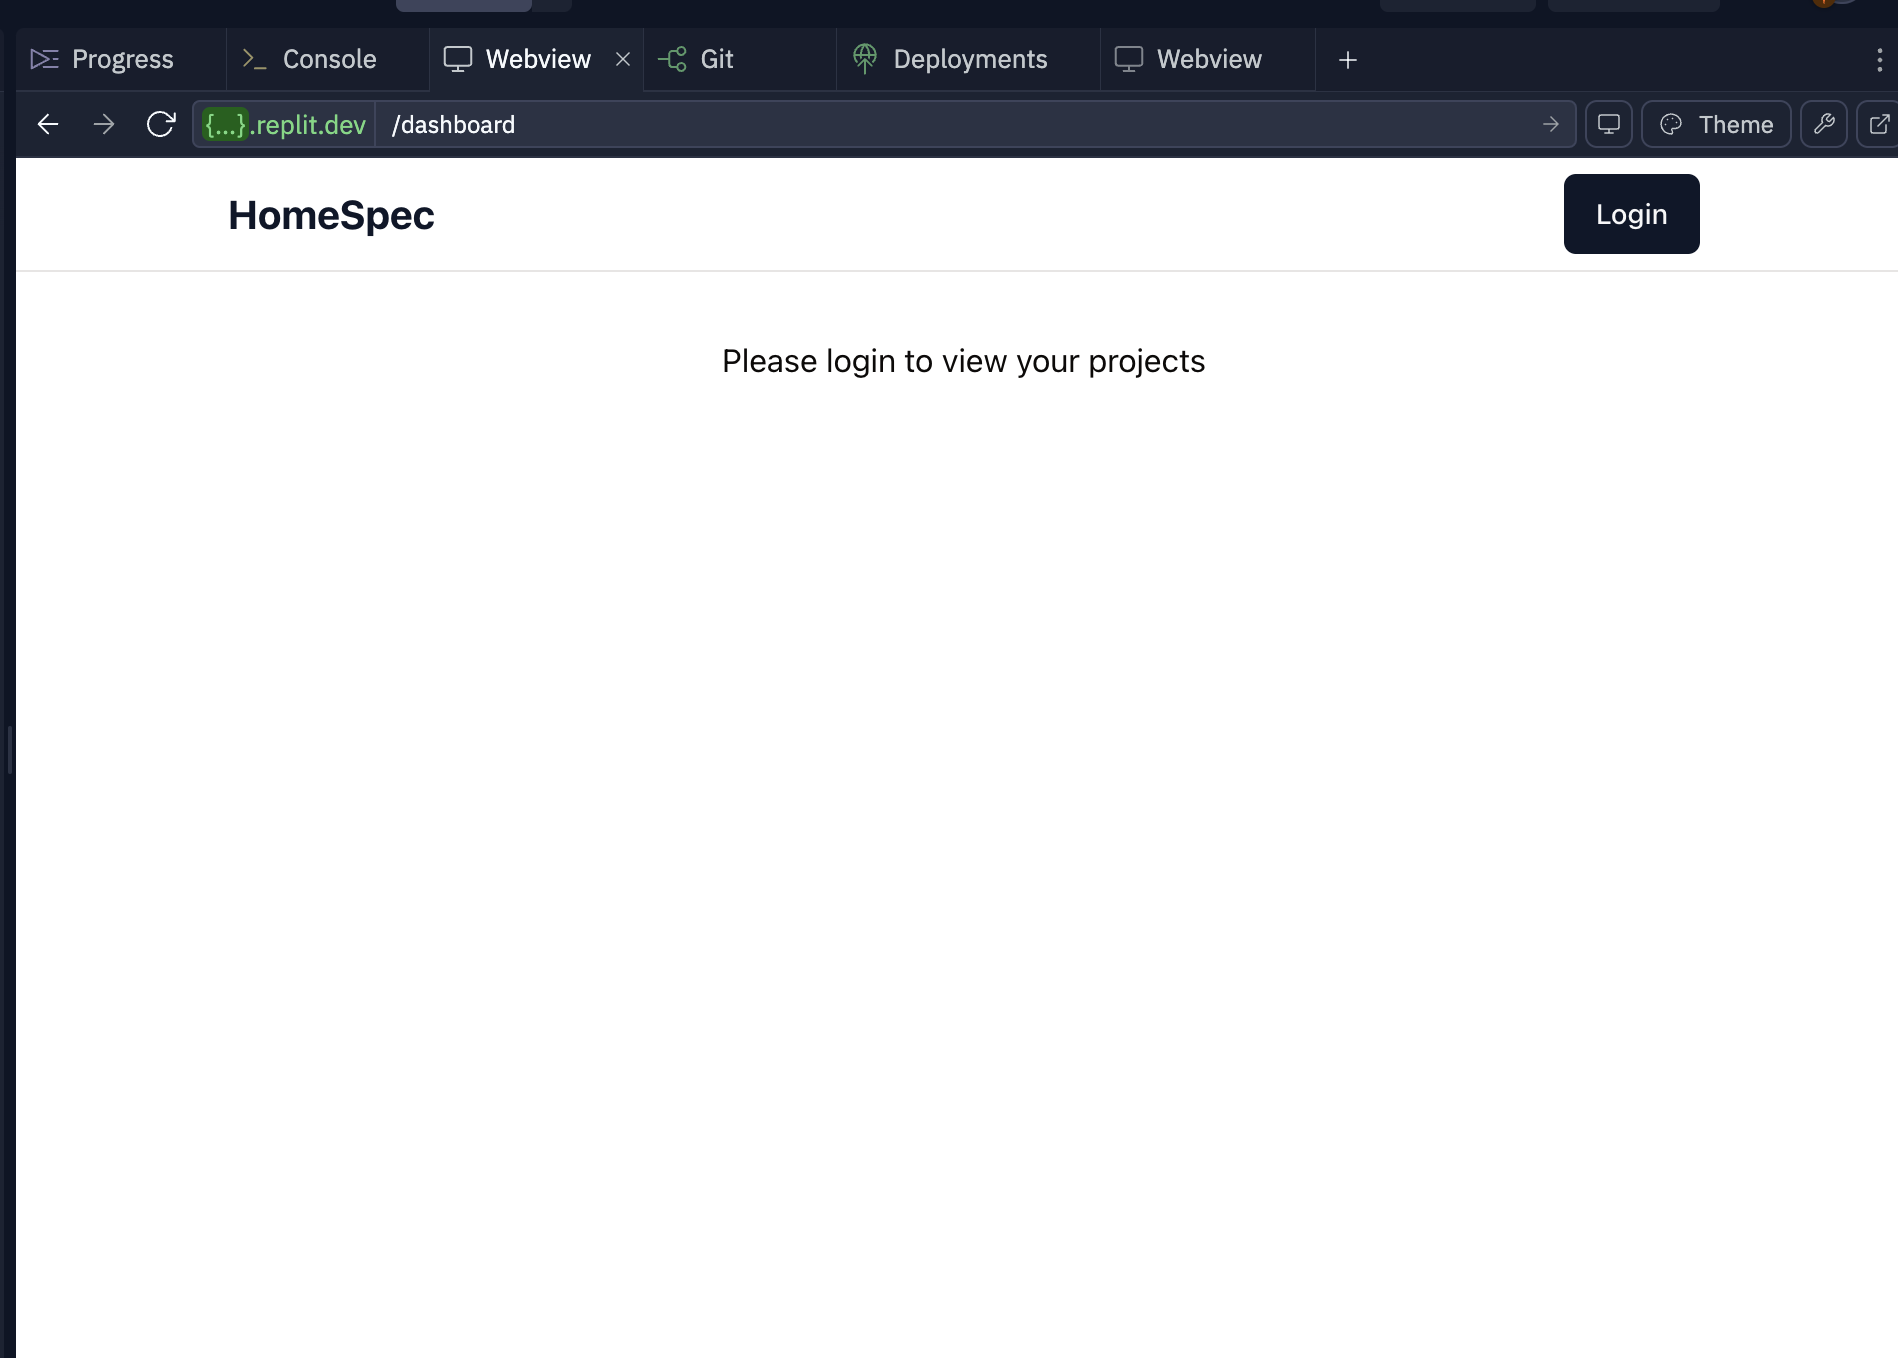 Progress
Console
Webview
Git
Deployments
Webview
{...}.replit.dev
/dashboard
Theme
HomeSpec
Login
Please login to view your projects